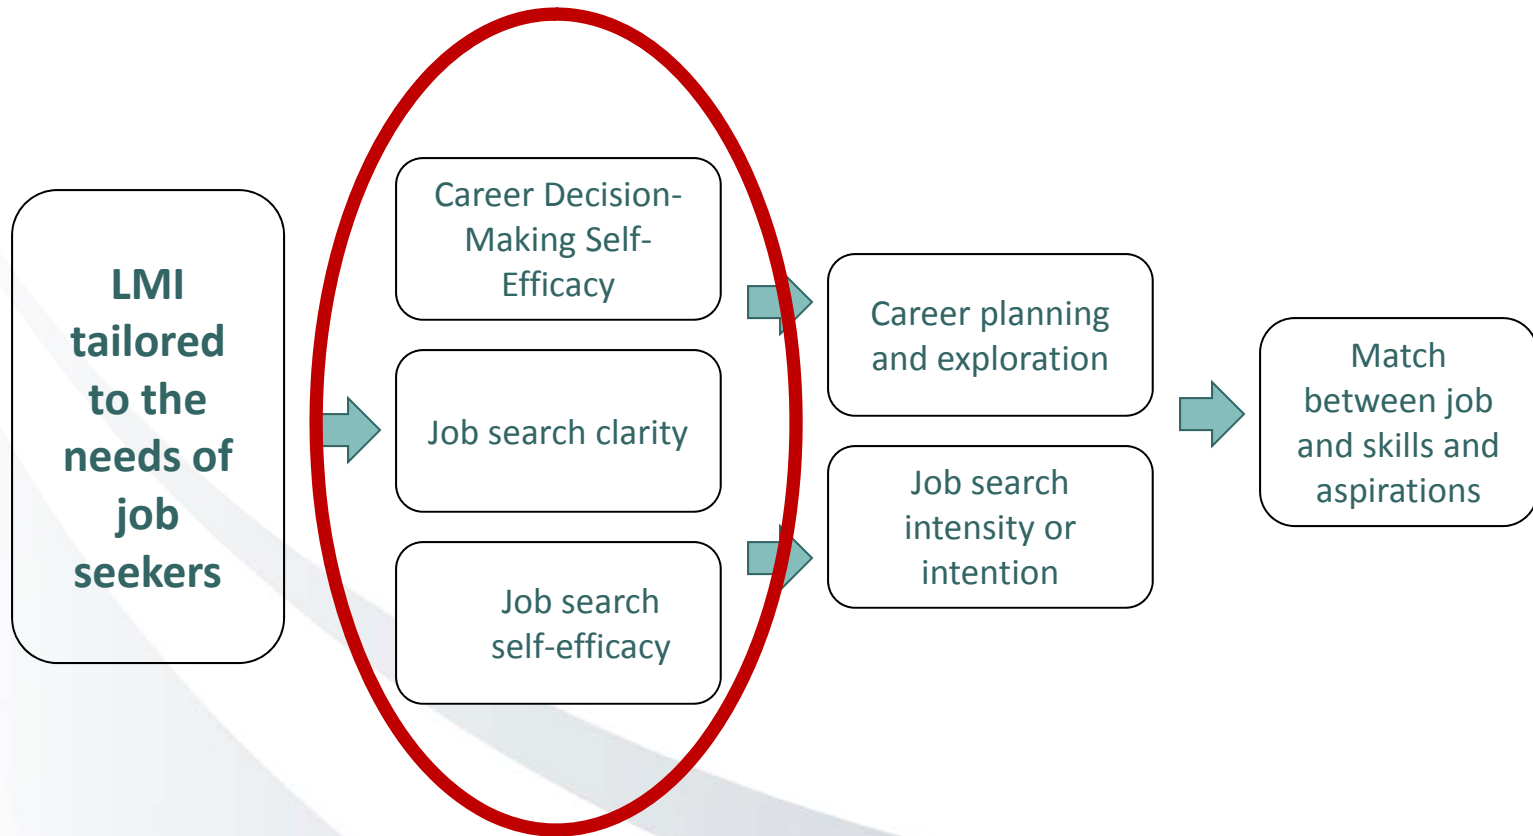 LMI
tailored
to the
needs of
job
seekers
Career Decision-
Making Self-
Efficacy
Job search clarity
Job search
self-efficacy
Career planning
and exploration
Job search
intensity or
intention
Match
between job
and skills and
aspirations